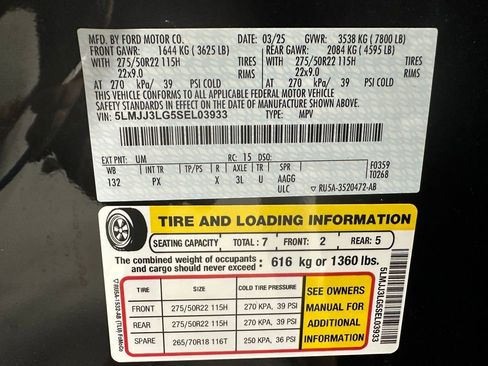 MFD. BY FORD MOTOR CO. 03/25 GVWR: 3538 KG (7800 LB)
FRONT GAWR: 1644 KG (3625 LB) REAR GAWR: 2084 KG (4595 LB)
WITH 275/50R22 115H TIRES WITH 275/50R22 115H TIRES
22x9.0 RIMS 22x9.0 RIMS
AT 270 kPa/ 39 PSI COLD AT 270 kPa/ 39 PSI COLD
THIS VEHICLE CONFORMS TO ALL APPLICABLE FEDERAL MOTOR VEHICLE
SAFETY STANDARDS IN EFFECT ON THE DATE OF MANUFACTURE SHOWN ABOVE.
VIN: 5LMJJ3LG5SEL03933 TYPE: MPV
EXT PNT: UM RC: 15 DSO: F0359
WB INT TR TP/PS R AXLE TR SPR T0268
132 PX X 3L U AAGG
ULC ▽ RU5A-3520472-AB
TIRE AND LOADING INFORMATION
SEATING CAPACITY TOTAL: 7 FRONT: 2 REAR: 5
The combined weight of occupants
and cargo should never exceed: 616 kg or 1360 lbs.
TIRE SIZE COLD TIRE PRESSURE
FRONT 275/50R22 115H 270 KPA, 39 PSI
REAR 275/50R22 115H 270 KPA, 39 PSI
SPARE 265/70R18 116T 250 KPA, 36 PSI
SEE OWNERS
MANUAL FOR
ADDITIONAL
INFORMATION
▽ RU5A-1532-AB (TLU) FoMoCo
5LMJJ3LG5SEL03933